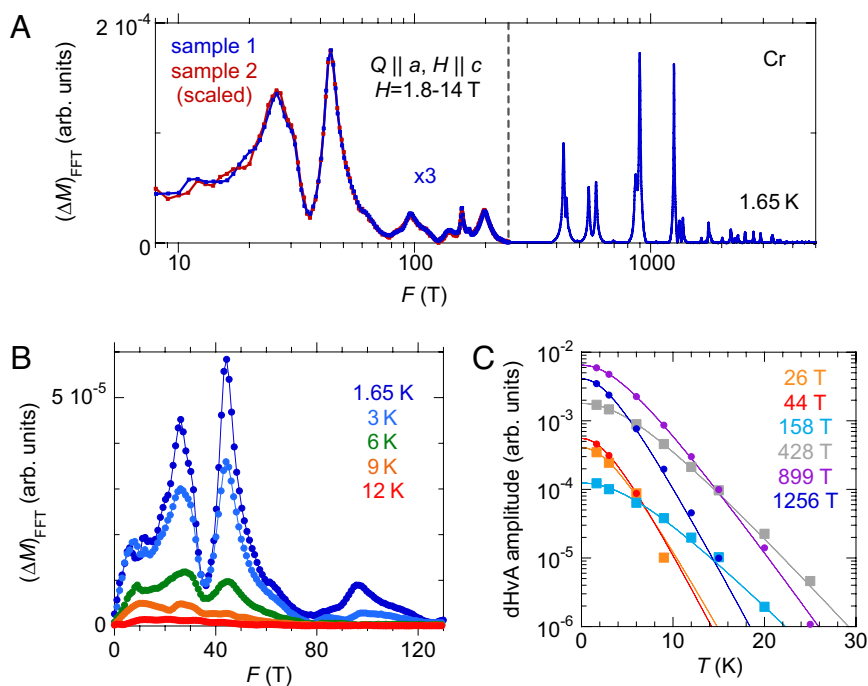 A
2 10⁻⁴
(ΔM)FFT (arb. units)
0
sample 1
sample 2
(scaled)
Q || a, H || c
H=1.8-14 T
x3
Cr
1.65 K
10
100
1000
F (T)
B
5 10⁻⁵
(ΔM)FFT (arb. units)
0
1.65 K
3 K
6 K
9 K
12 K
0
40
80
120
F (T)
C
dHvA amplitude (arb. units)
10⁻²
10⁻³
10⁻⁴
10⁻⁵
10⁻⁶
26 T
44 T
158 T
428 T
899 T
1256 T
0
10
20
30
T (K)